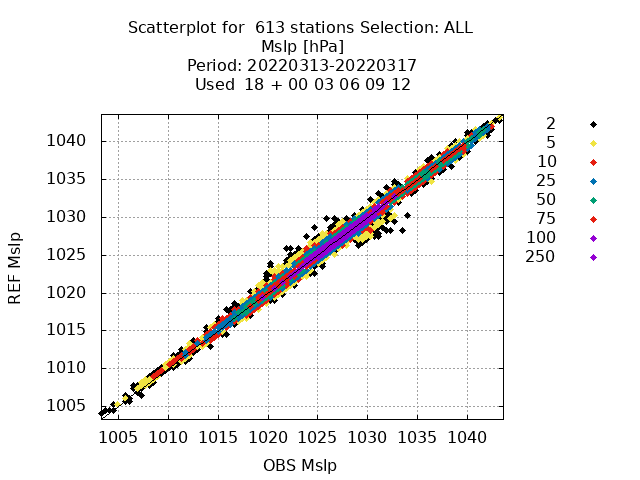 Scatterplot for  613 stations Selection: ALL
Mslp [hPa]
Period: 20220313-20220317
Used  18 + 00 03 06 09 12
2
5
10
25
50
75
100
250
REF Mslp
1040
1035
1030
1025
1020
1015
1010
1005
1005 1010 1015 1020 1025 1030 1035 1040
OBS Mslp